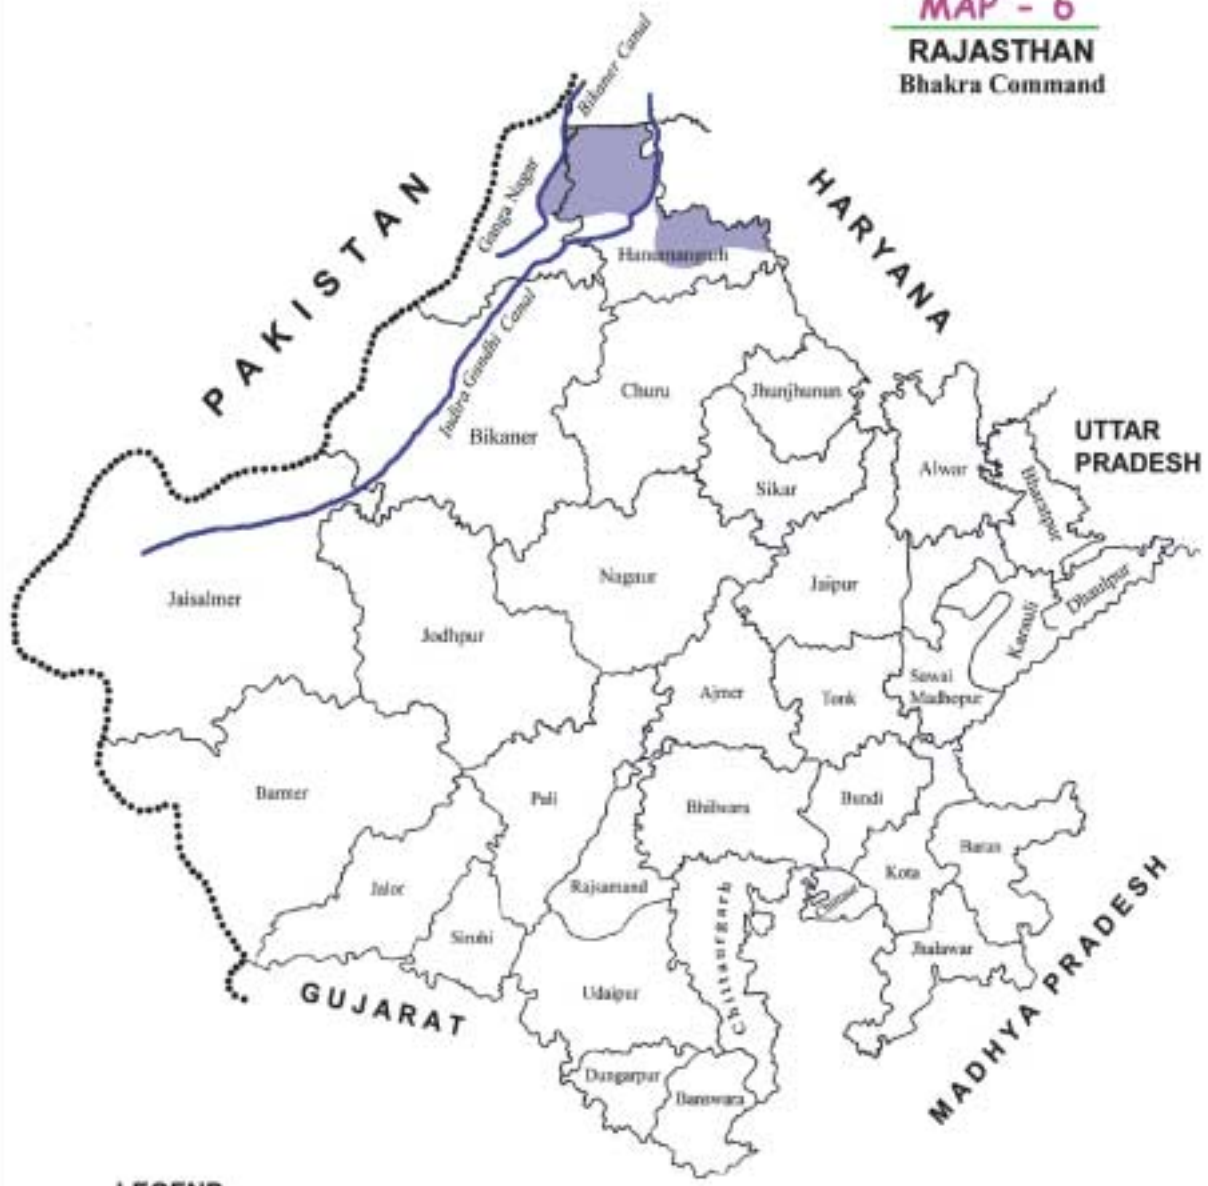 MAP - 6
RAJASTHAN
Bhakra Command
Bikaner Canal
PAKISTAN
Ganga Nagar
HARYANA
Hanumangarh
Indira Gandhi Canal
Churu
Jhunjhunun
Bikaner
UTTAR
PRADESH
Alwar
Sikar
Bharatpur
Nagaur
Jaipur
Dhaulpur
Jaisalmer
Karauli
Jodhpur
Sawai
Madhopur
Ajmer
Tonk
Barmer
Pali
Bhilwara
Bundi
Baran
Kota
Jalor
Rajsamand
Chittaurgarh
Sirohi
Jhalawar
MADHYA PRADESH
GUJARAT
Udaipur
Dungarpur
Banswara
LEGEND